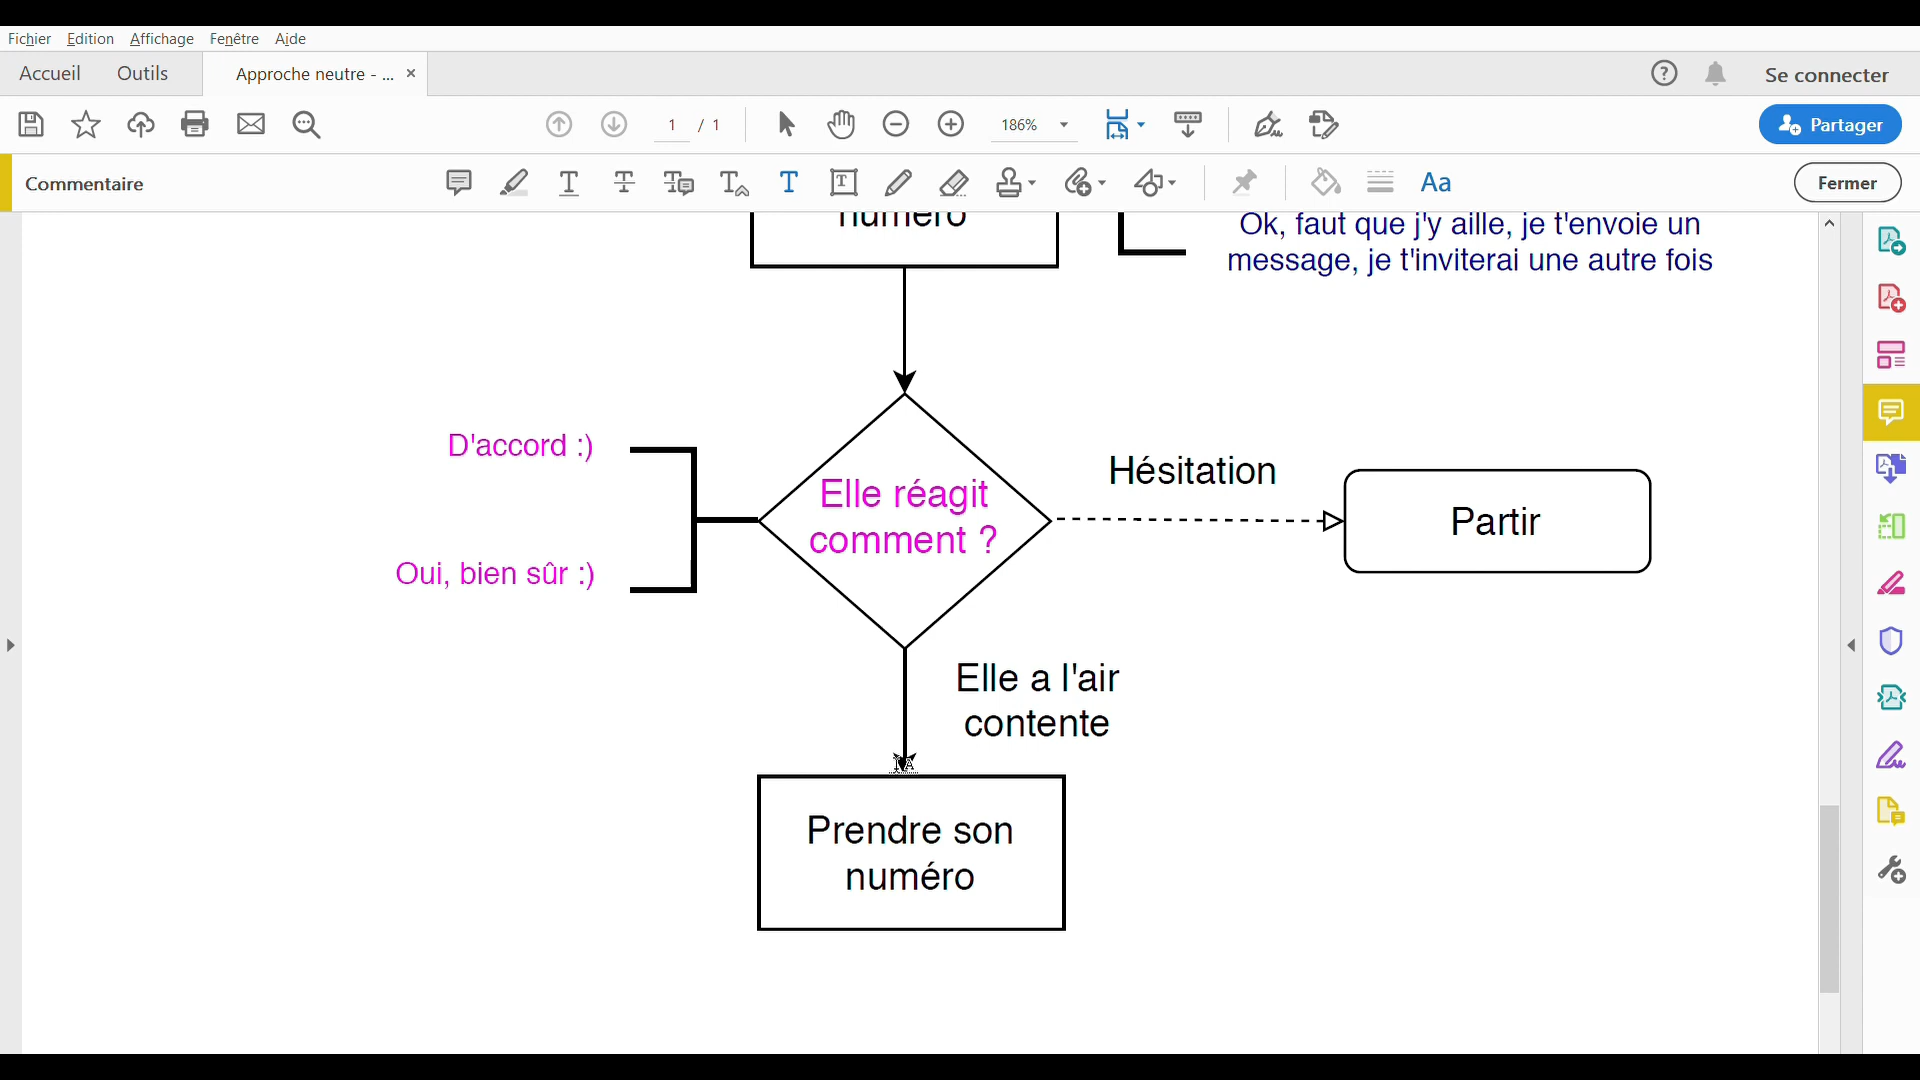 Fichier Edition Affichage Fenêtre Aide
Accueil Outils Approche neutre - ... × Se connecter
1 / 1 186% Partager
Commentaire Aa Fermer
numéro
Ok, faut que j'y aille, je t'envoie un
message, je t'inviterai une autre fois
D'accord :)
Oui, bien sûr :)
Elle réagit
comment ?
Hésitation
Partir
Elle a l'air
contente
Prendre son
numéro